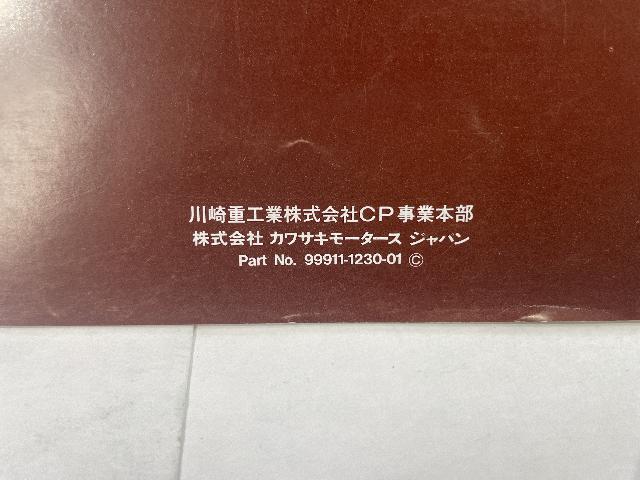 川崎重工業株式会社CP事業本部
株式会社 カワサキモータース ジャパン
Part No. 99911-1230-01 ©